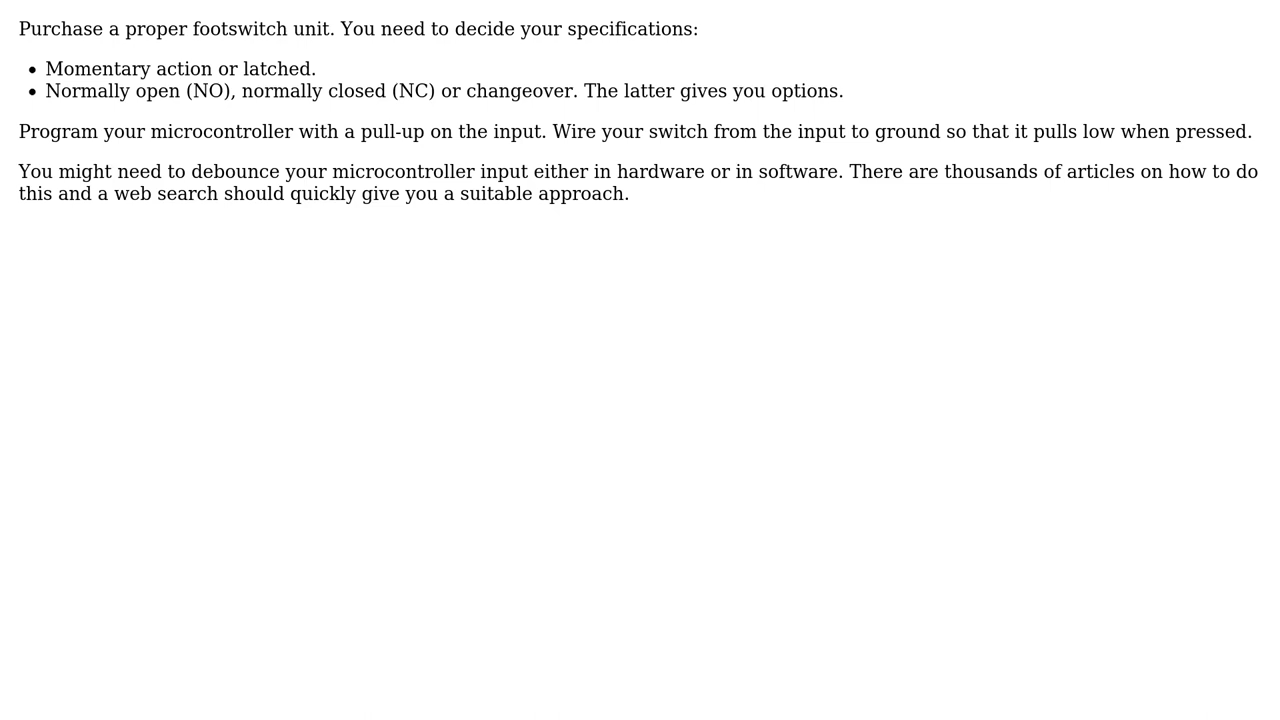 Purchase a proper footswitch unit. You need to decide your specifications:
• Momentary action or latched.
• Normally open (NO), normally closed (NC) or changeover. The latter gives you options.
Program your microcontroller with a pull-up on the input. Wire your switch from the input to ground so that it pulls low when pressed.
You might need to debounce your microcontroller input either in hardware or in software. There are thousands of articles on how to do
this and a web search should quickly give you a suitable approach.